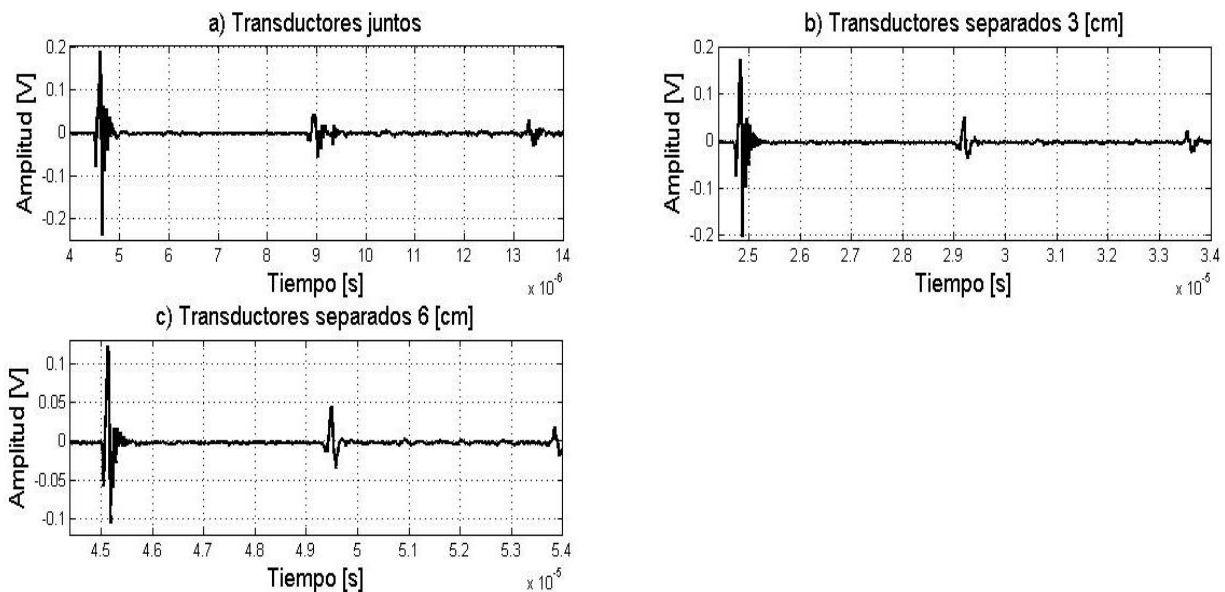 a) Transductores juntos
Amplitud [V]
0.2
0.1
0
-0.1
-0.2
4 5 6 7 8 9 10 11 12 13 14
Tiempo [s]
x 10^-6
b) Transductores separados 3 [cm]
Amplitud [V]
0.2
0.1
0
-0.1
-0.2
2.5 2.6 2.7 2.8 2.9 3 3.1 3.2 3.3 3.4
Tiempo [s]
x 10^-5
c) Transductores separados 6 [cm]
Amplitud [V]
0.1
0.05
0
-0.05
-0.1
4.5 4.6 4.7 4.8 4.9 5 5.1 5.2 5.3 5.4
Tiempo [s]
x 10^-5